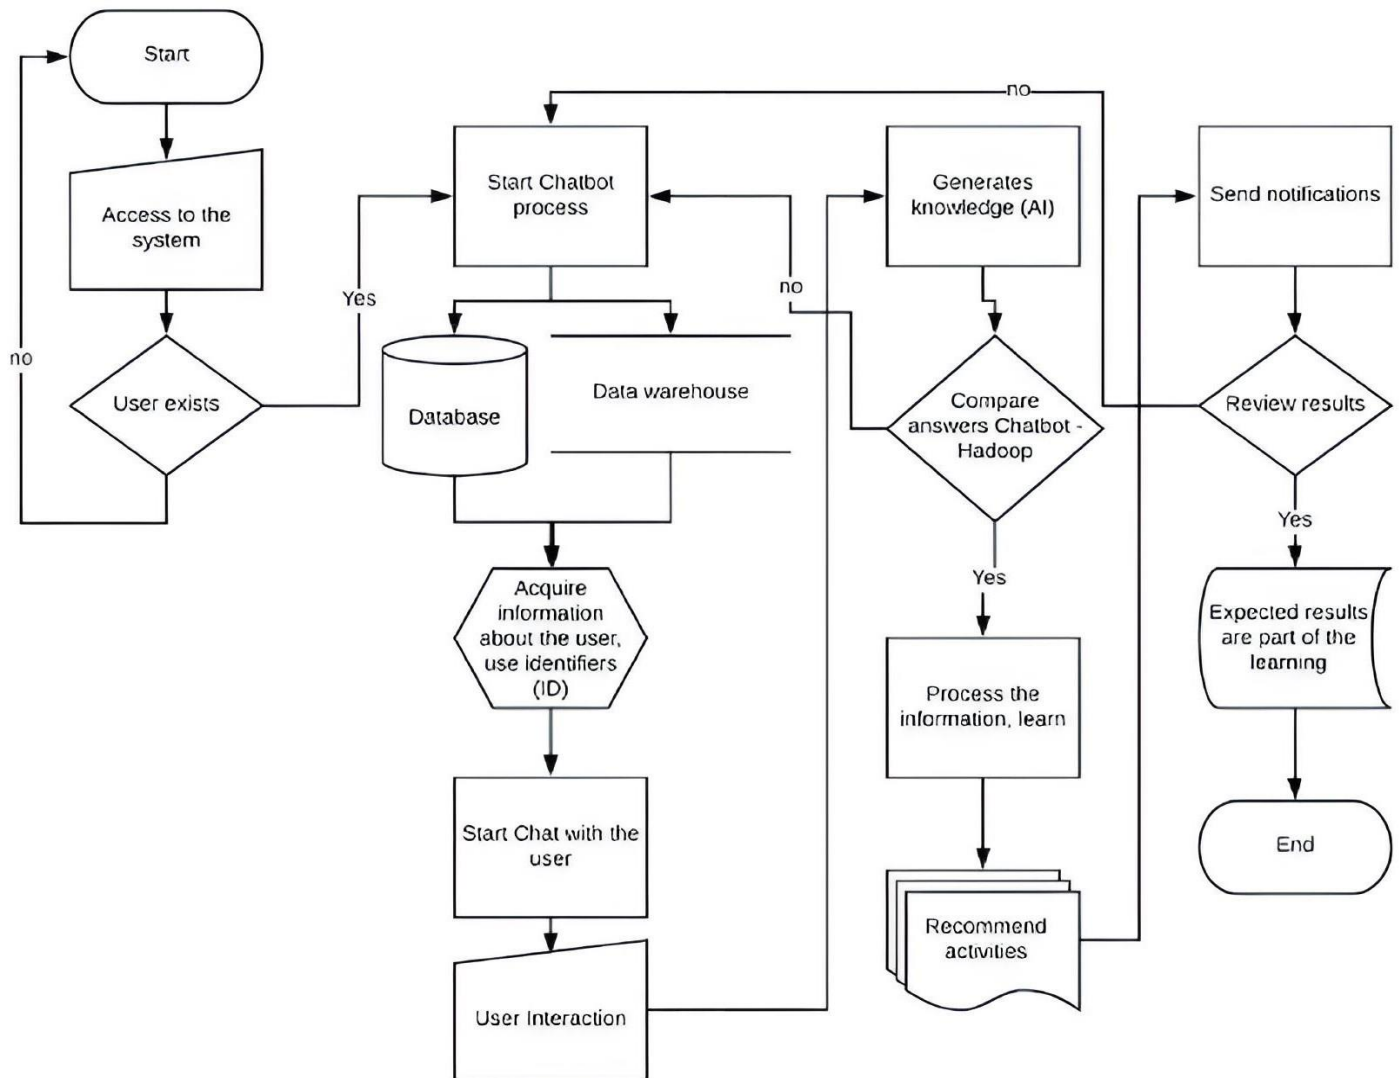 Start
Access to the
system
User exists
no
Yes
Start Chatbot
process
Database
Data warehouse
Acquire
information
about the user,
use identifiers
(ID)
Start Chat with the
user
User Interaction
Generates
knowledge (AI)
no
Compare
answers Chatbot -
Hadoop
Yes
Process the
information, learn
Recommend
activities
Send notifications
no
Review results
Yes
Expected results
are part of the
learning
End